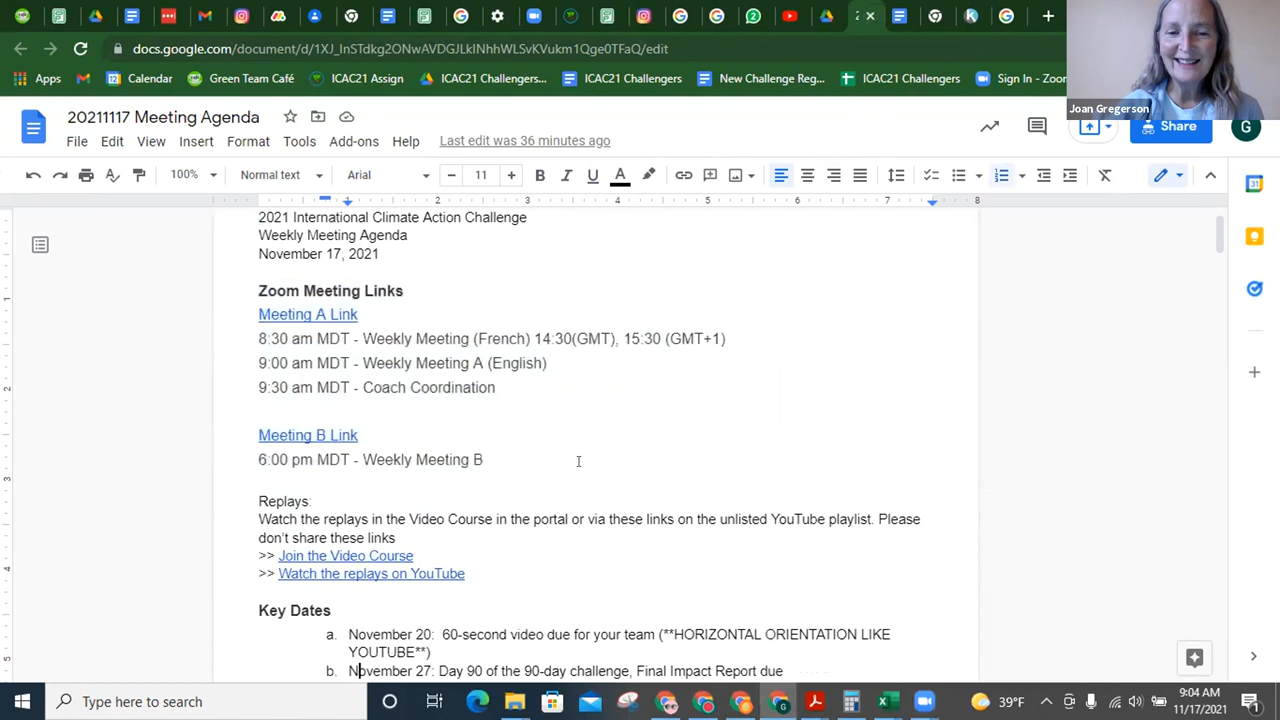 docs.google.com/document/d/1XJ_InSTdkg2ONwAVDGJLkINhhWLSvKVukm1Qge0TFaQ/edit
Apps
Calendar
Green Team Café
ICAC21 Assign
ICAC21 Challengers...
ICAC21 Challengers
New Challenge Reg...
ICAC21 Challengers
Sign In - Zoo
Joan Gregerson
20211117 Meeting Agenda
File Edit View Insert Format Tools Add-ons Help
Last edit was 36 minutes ago
Share
G
100% Normal text Arial 11
2 3 4 5 6 7 8
2021 International Climate Action Challenge
Weekly Meeting Agenda
November 17, 2021
Zoom Meeting Links
Meeting A Link
8:30 am MDT - Weekly Meeting (French) 14:30(GMT), 15:30 (GMT+1)
9:00 am MDT - Weekly Meeting A (English)
9:30 am MDT - Coach Coordination
Meeting B Link
6:00 pm MDT - Weekly Meeting B
Replays:
Watch the replays in the Video Course in the portal or via these links on the unlisted YouTube playlist. Please
don't share these links
>> Join the Video Course
>> Watch the replays on YouTube
Key Dates
a. November 20: 60-second video due for your team (**HORIZONTAL ORIENTATION LIKE
YOUTUBE**)
b. November 27: Day 90 of the 90-day challenge, Final Impact Report due
Type here to search
39°F
9:04 AM
11/17/2021